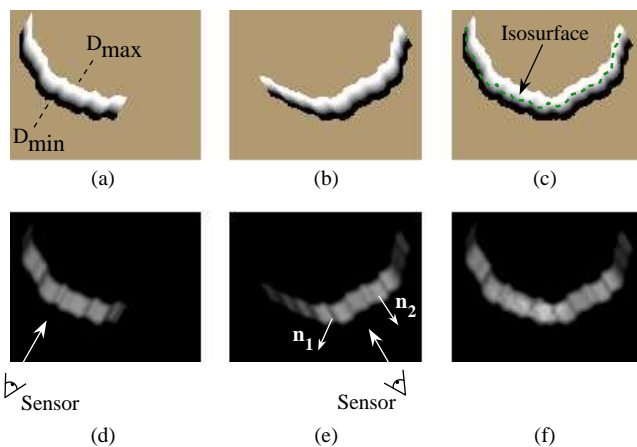 Isosurface
Dmax
Dmin
(a)
(b)
(c)
n1
n2
Sensor
Sensor
(d)
(e)
(f)